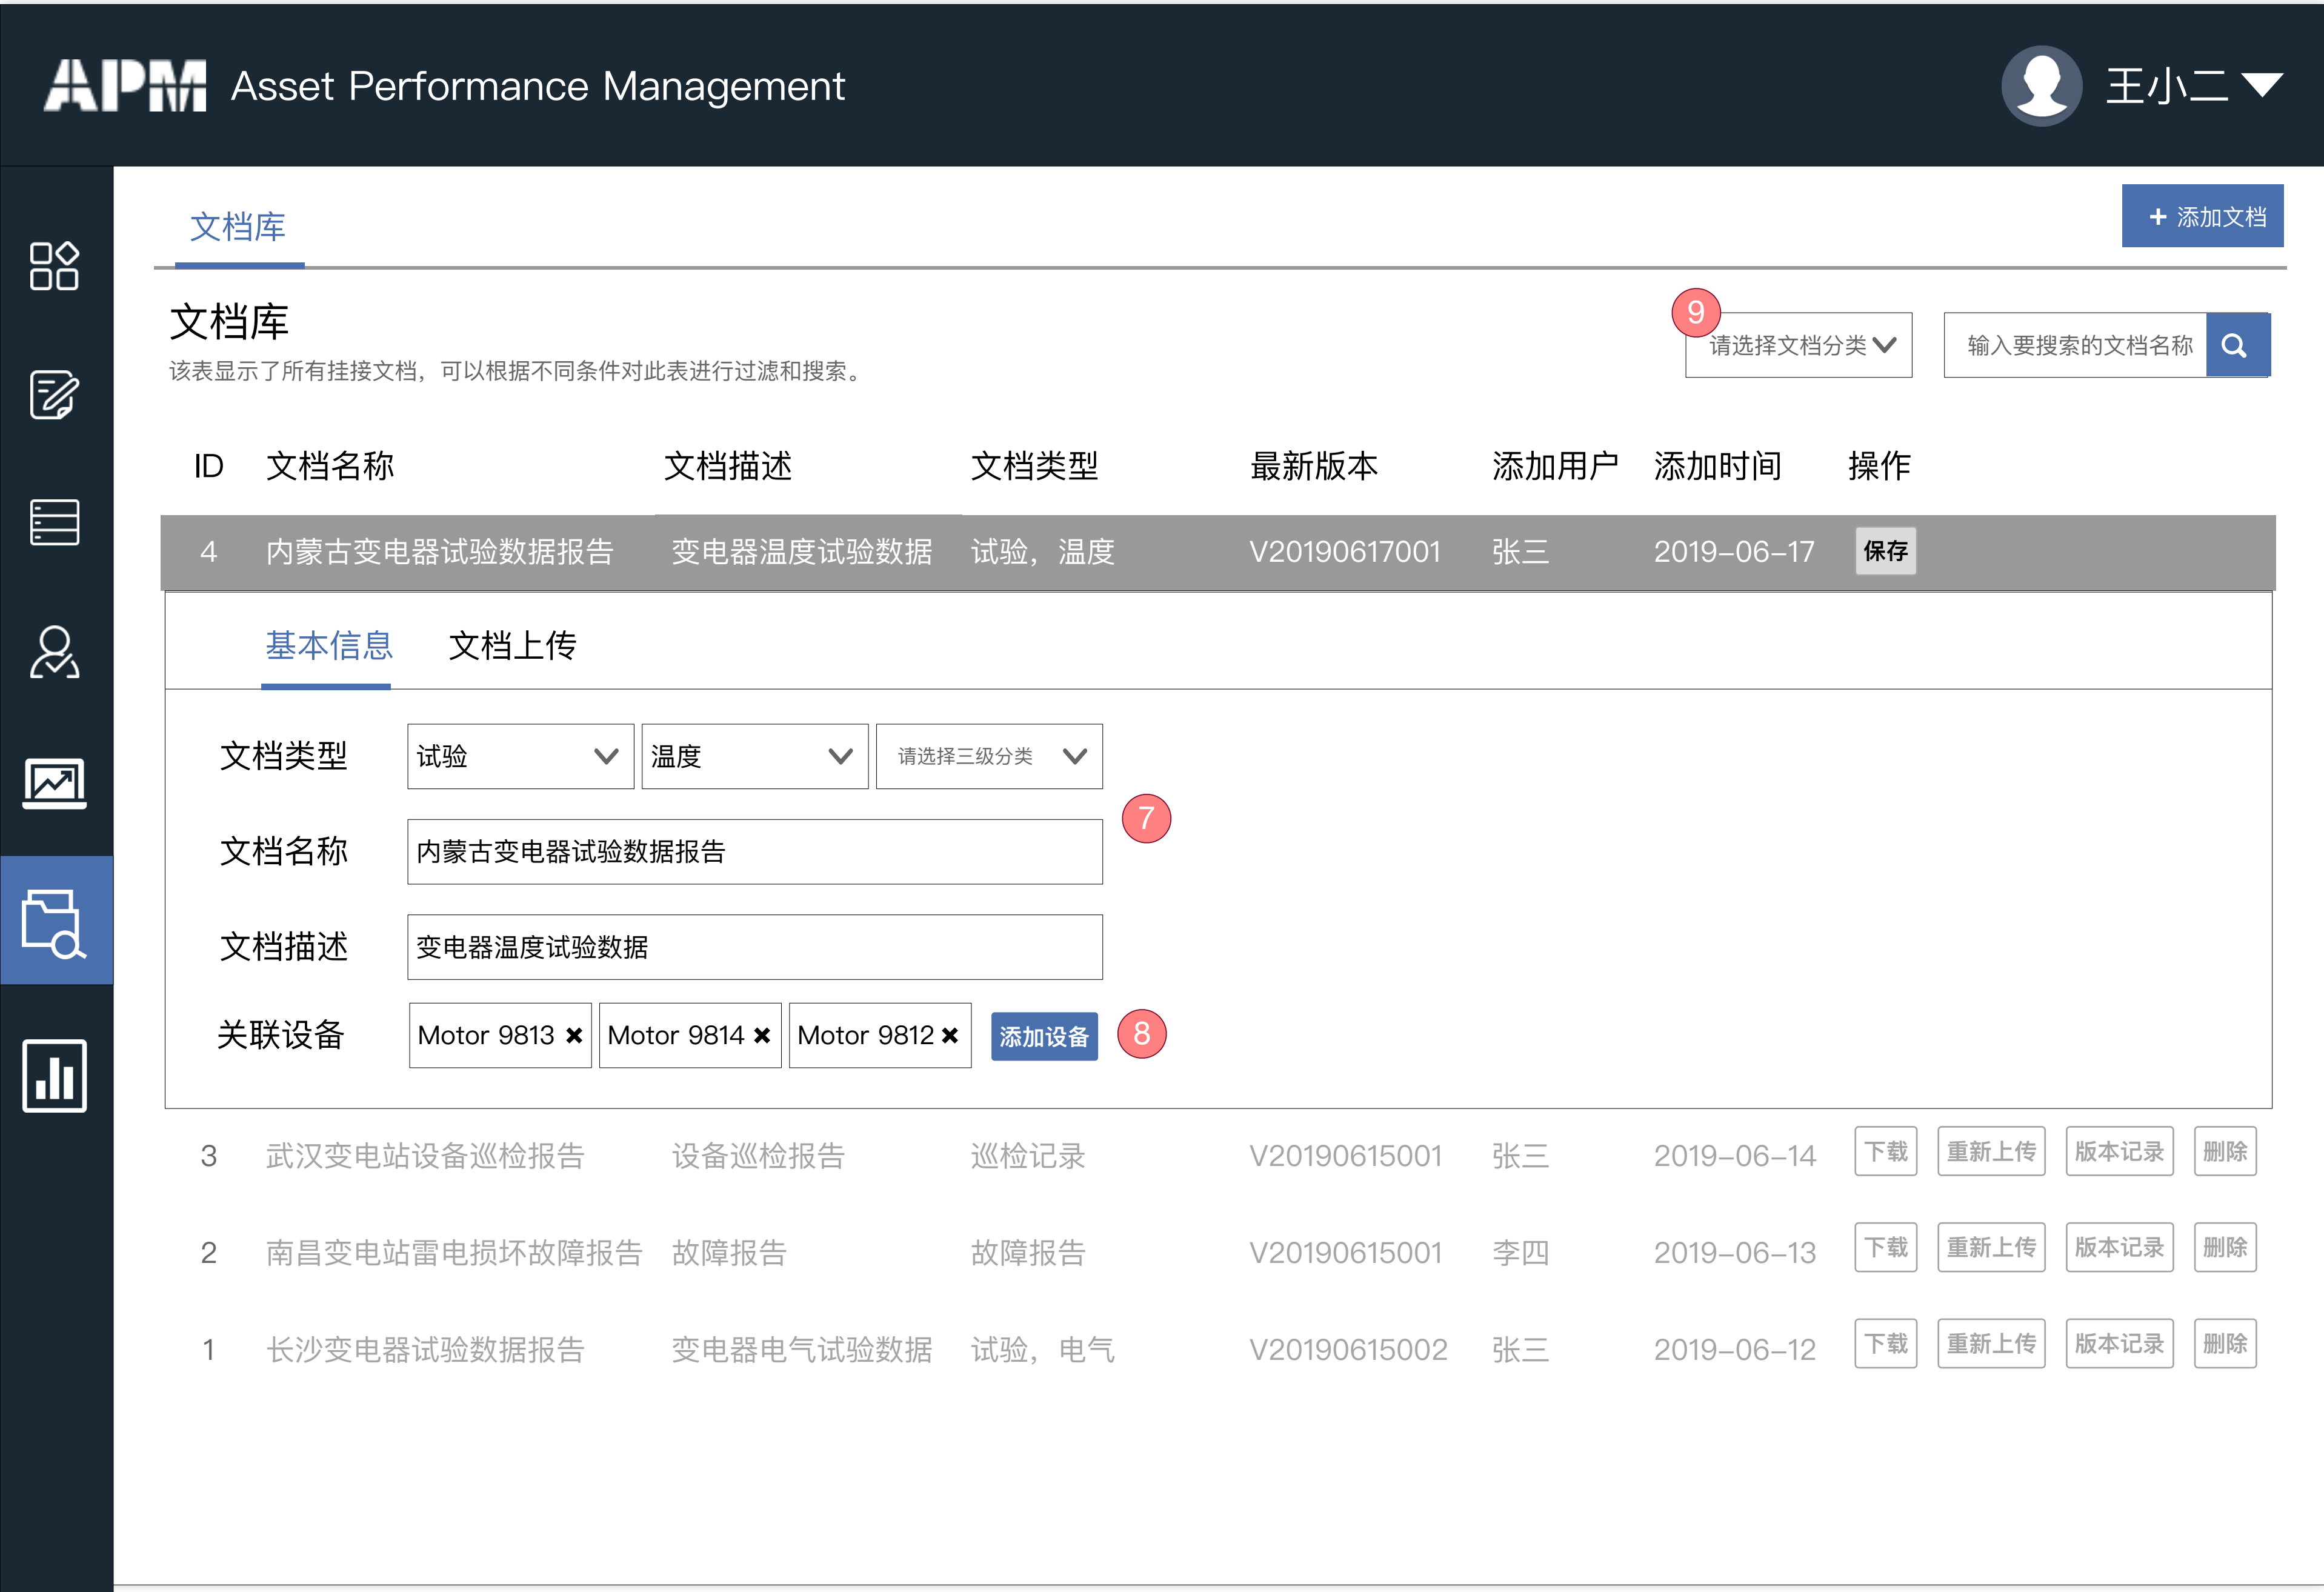 APM Asset Performance Management 王小二
文档库 + 添加文档
文档库
该表显示了所有挂接文档，可以根据不同条件对此表进行过滤和搜索。
9
请选择文档分类 输入要搜索的文档名称
ID 文档名称 文档描述 文档类型 最新版本 添加用户 添加时间 操作
4 内蒙古变电器试验数据报告 变电器温度试验数据 试验，温度 V20190617001 张三 2019-06-17 保存
基本信息 文档上传
文档类型 试验 温度 请选择三级分类
7
文档名称 内蒙古变电器试验数据报告
文档描述 变电器温度试验数据
关联设备 Motor 9813 ✖ Motor 9814 ✖ Motor 9812 ✖ 添加设备 8
3 武汉变电站设备巡检报告 设备巡检报告 巡检记录 V20190615001 张三 2019-06-14 下载 重新上传 版本记录 删除
2 南昌变电站雷电损坏故障报告 故障报告 故障报告 V20190615001 李四 2019-06-13 下载 重新上传 版本记录 删除
1 长沙变电器试验数据报告 变电器电气试验数据 试验，电气 V20190615002 张三 2019-06-12 下载 重新上传 版本记录 删除